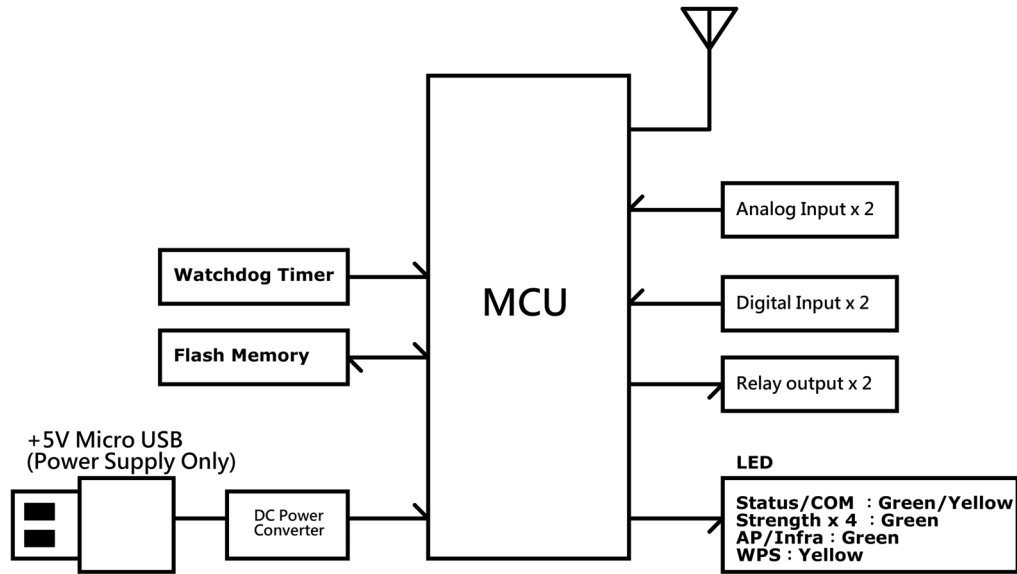 Analog Input x 2
Watchdog Timer
MCU
Digital Input x 2
Flash Memory
Relay output x 2
+5V Micro USB
(Power Supply Only)
DC Power
Converter
LED
Status/COM：Green/Yellow
Strength x 4：Green
AP/Infra：Green
WPS：Yellow